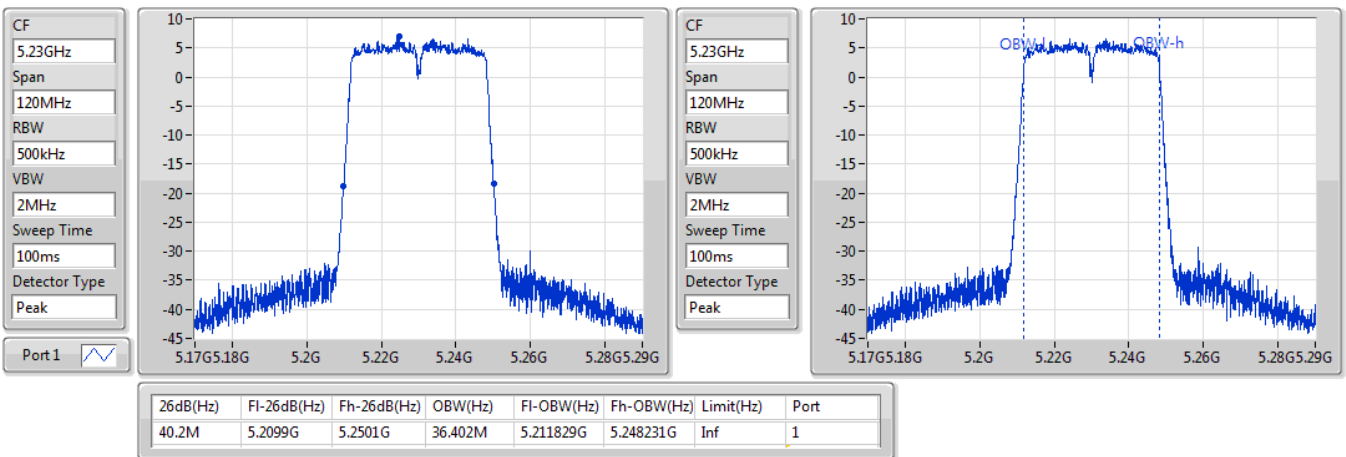 CF
5.23GHz
Span
120MHz
RBW
500kHz
VBW
2MHz
Sweep Time
100ms
Detector Type
Peak
Port 1
10
5
0
-5
-10
-15
-20
-25
-30
-35
-40
-45
5.17G 5.18G 5.2G 5.22G 5.24G 5.26G 5.28G 5.29G
CF
5.23GHz
Span
120MHz
RBW
500kHz
VBW
2MHz
Sweep Time
100ms
Detector Type
Peak
10
5
0
-5
-10
-15
-20
-25
-30
-35
-40
-45
OBW-l OBW-h
5.17G 5.18G 5.2G 5.22G 5.24G 5.26G 5.28G 5.29G
26dB(Hz) Fl-26dB(Hz) Fh-26dB(Hz) OBW(Hz) Fl-OBW(Hz) Fh-OBW(Hz) Limit(Hz) Port
40.2M 5.2099G 5.2501G 36.402M 5.211829G 5.248231G Inf 1